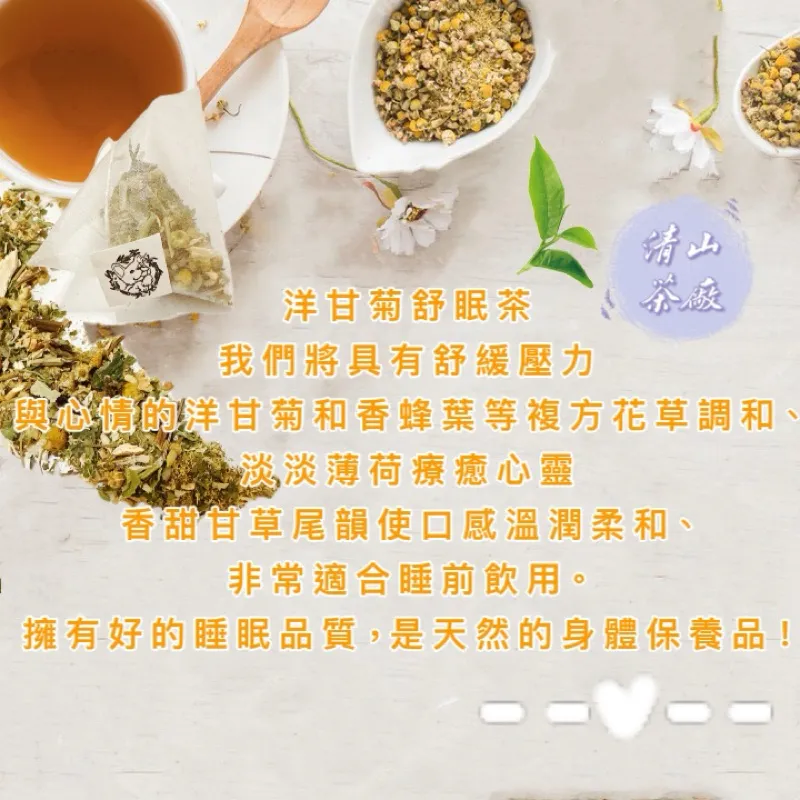 清山
茶廠
洋甘菊舒眠茶
我們將具有舒緩壓力
與心情的洋甘菊和香蜂葉等複方花草調和、
淡淡薄荷療癒心靈
香甜甘草尾韻使口感溫潤柔和、
非常適合睡前飲用。
擁有好的睡眠品質，是天然的身體保養品！